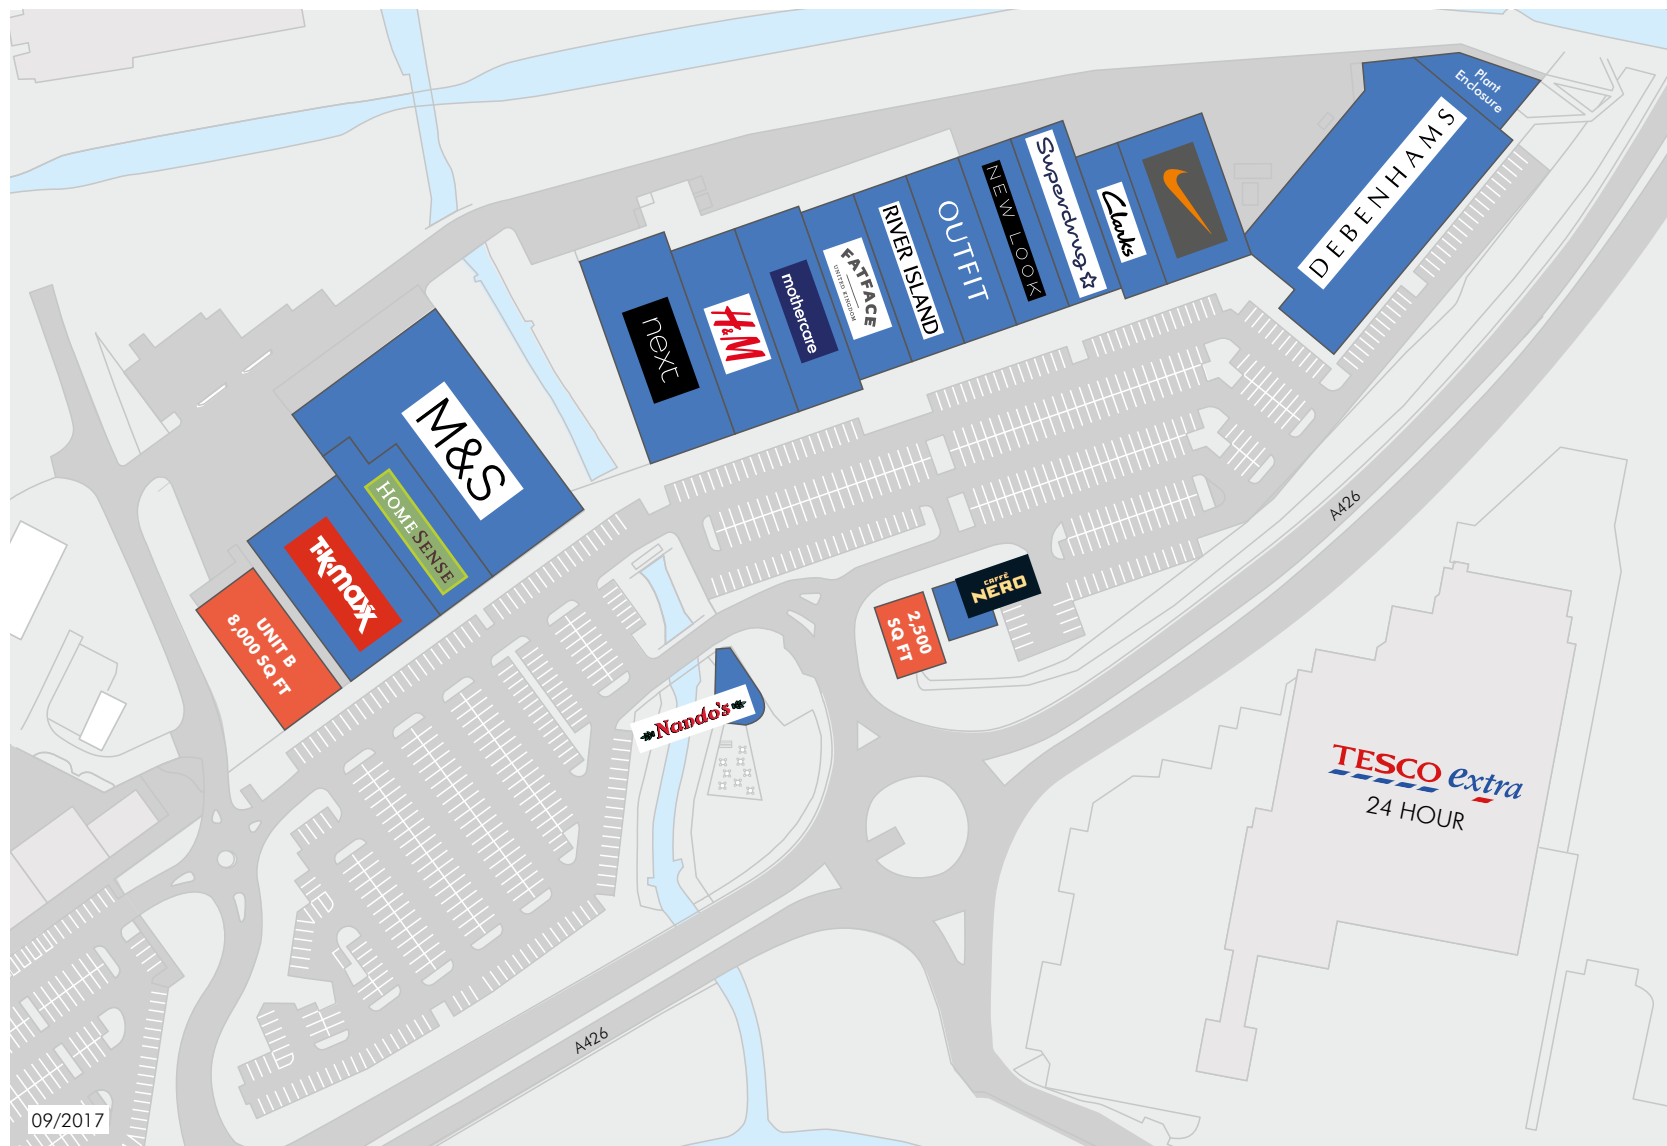 Plant
Enclosure
DEBENHAMS
Clarks
Superdrug
NEW LOOK
OUTFIT
RIVER ISLAND
FATFACE
UNITED KINGDOM
mothercare
H&M
next
M&S
HOMESENSE
TK maxx
UNIT B
8,000 SQ FT
CAFFÈ
NERO
2,500
SQ FT
Nando's
A426
TESCO extra
24 HOUR
A426
09/2017